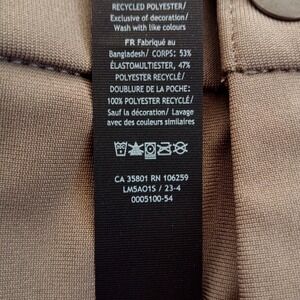 RECYCLED POLYESTER/
Exclusive of decoration/
Wash with like colours
FR Fabriqué au
Bangladesh/ CORPS: 53%
ÉLASTOMULTIESTER, 47%
POLYESTER RECYCLÉ/
DOUBLURE DE LA POCHE:
100% POLYESTER RECYCLÉ/
Sauf la décoration/ Lavage
avec des couleurs similaires
CA 35801 RN 106259
LM5AO1S / 23-4
0005100-54